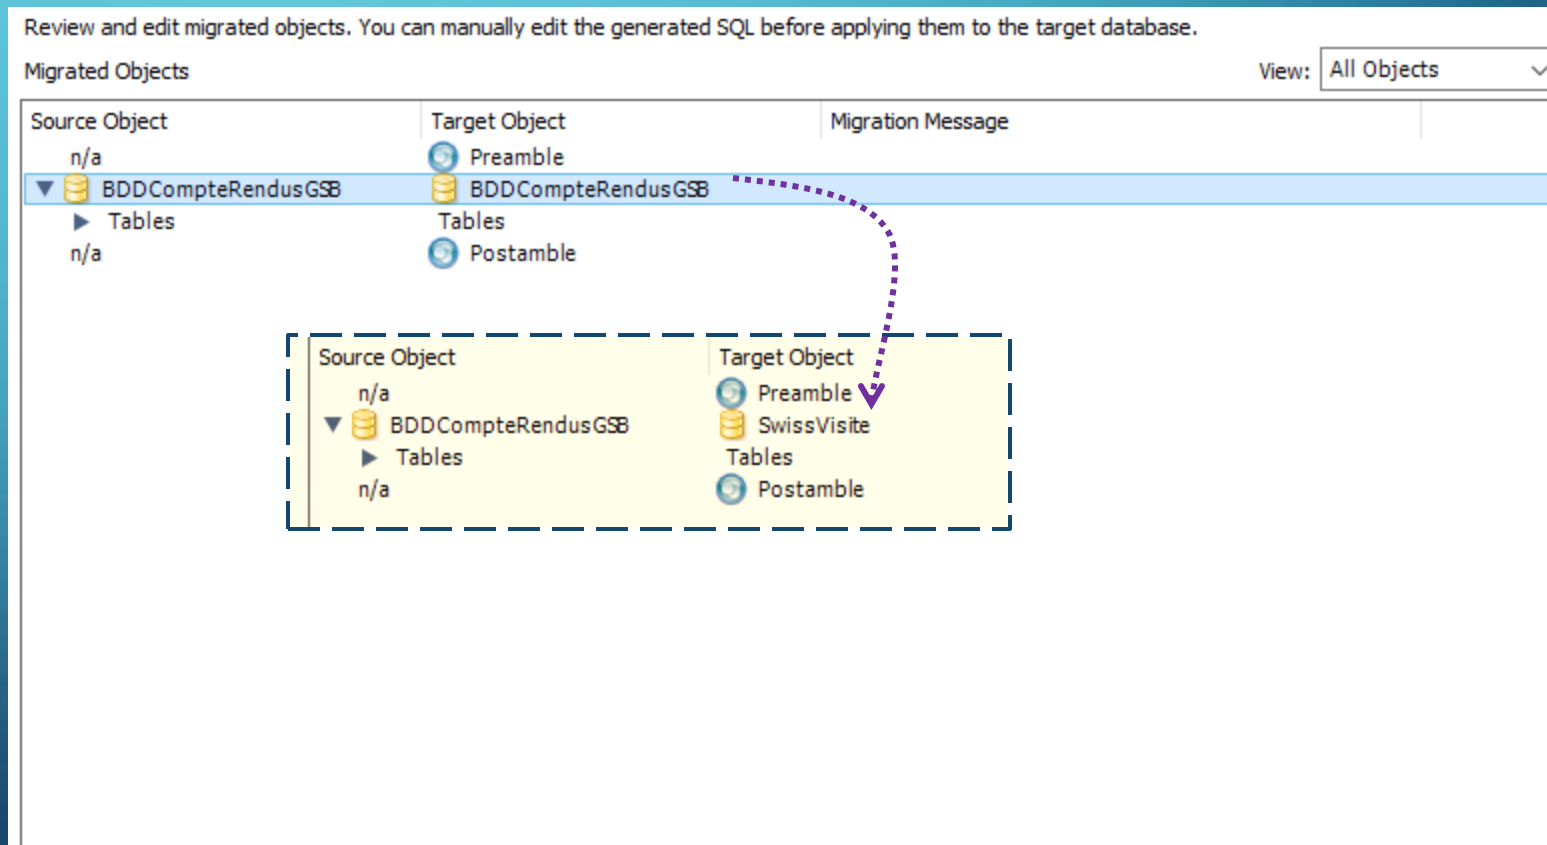 Review and edit migrated objects. You can manually edit the generated SQL before applying them to the target database.
Migrated Objects View: All Objects
Source Object Target Object Migration Message
n/a Preamble
BDDCompteRendusGSB BDDCompteRendusGSB
Tables Tables
n/a Postamble
Source Object Target Object
n/a Preamble
BDDCompteRendusGSB SwissVisite
Tables Tables
n/a Postamble